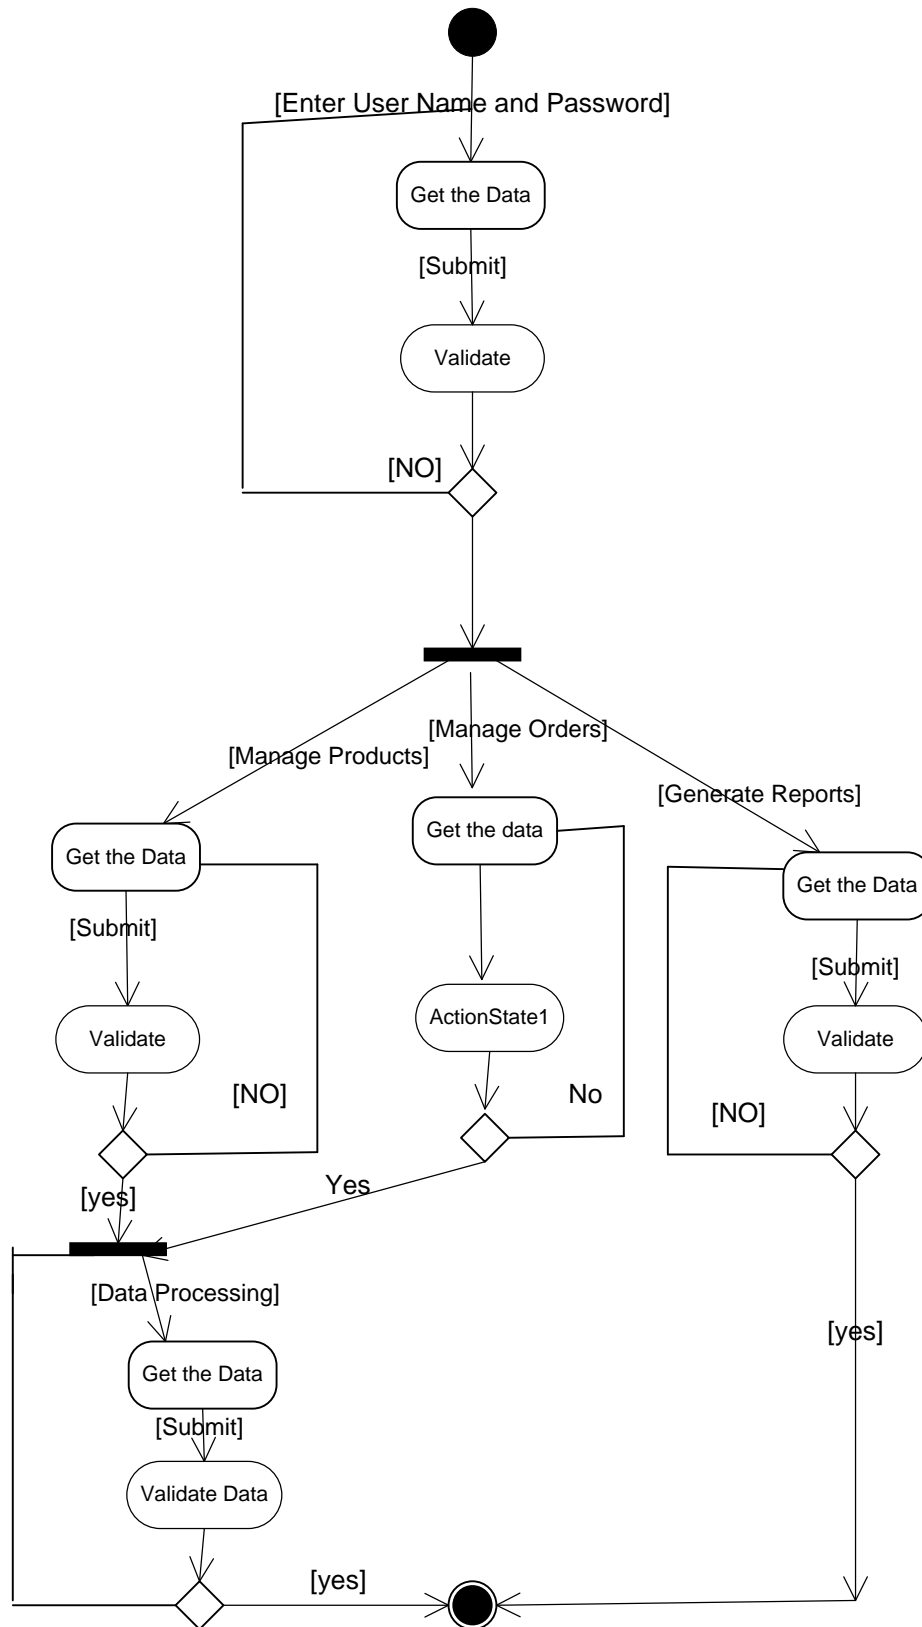 [Enter User Name and Password]
Get the Data
[Submit]
Validate
[NO]
[Manage Products]
[Manage Orders]
[Generate Reports]
Get the Data
[Submit]
Validate
[NO]
[yes]
Get the data
ActionState1
No
Yes
Get the Data
[Submit]
Validate
[NO]
[yes]
[Data Processing]
Get the Data
[Submit]
Validate Data
[yes]